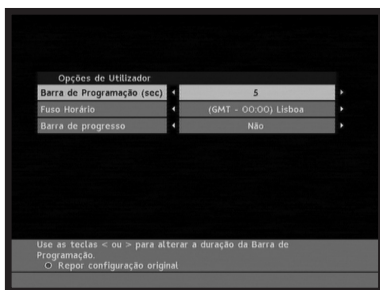 Opções de Utilizador
Barra de Programação (sec) 5
Fuso Horário (GMT - 00:00) Lisboa
Barra de progresso Não
Use as teclas < ou > para alterar a duração da Barra de
Programação.
Repor configuração original